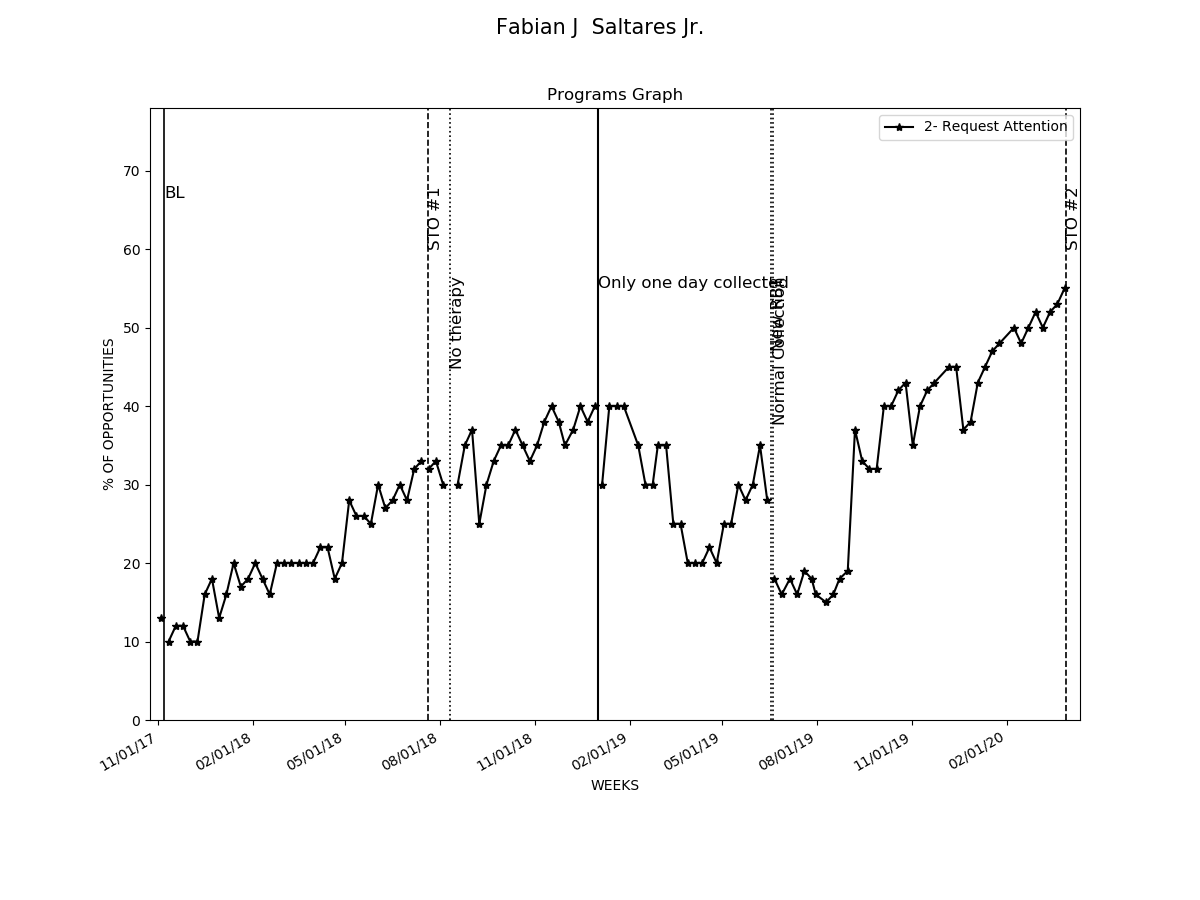 Fabian J  Saltares Jr.
Programs Graph
2- Request Attention
BL
STO #1
No therapy
Only one day collected
Normal Collection
STO #2
% OF OPPORTUNITIES
70
60
50
40
30
20
10
0
11/01/17
02/01/18
05/01/18
08/01/18
11/01/18
02/01/19
05/01/19
08/01/19
11/01/19
02/01/20
WEEKS